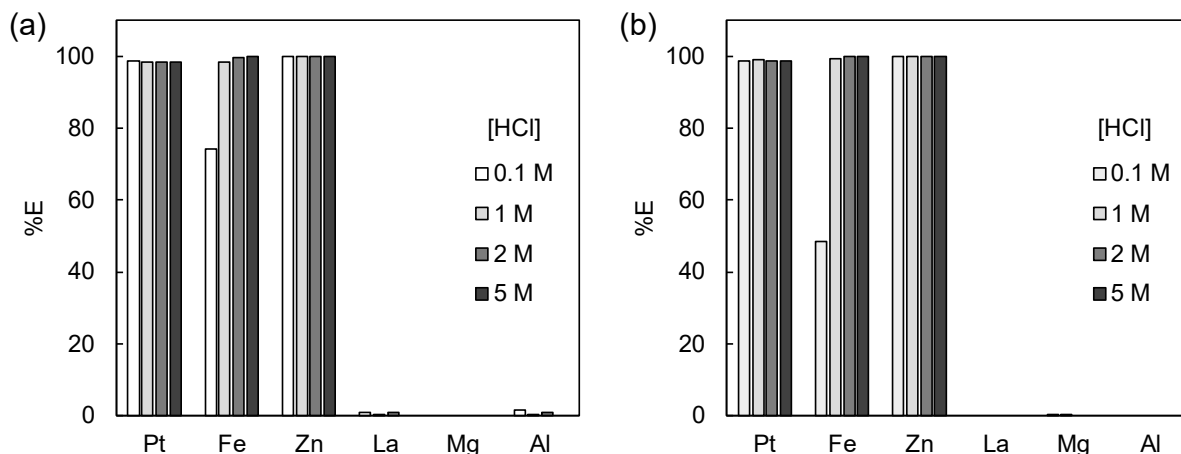 (a)
%E
100
80
60
40
20
0
[HCl]
0.1 M
1 M
2 M
5 M
Pt Fe Zn La Mg Al
(b)
%E
100
80
60
40
20
0
[HCl]
0.1 M
1 M
2 M
5 M
Pt Fe Zn La Mg Al